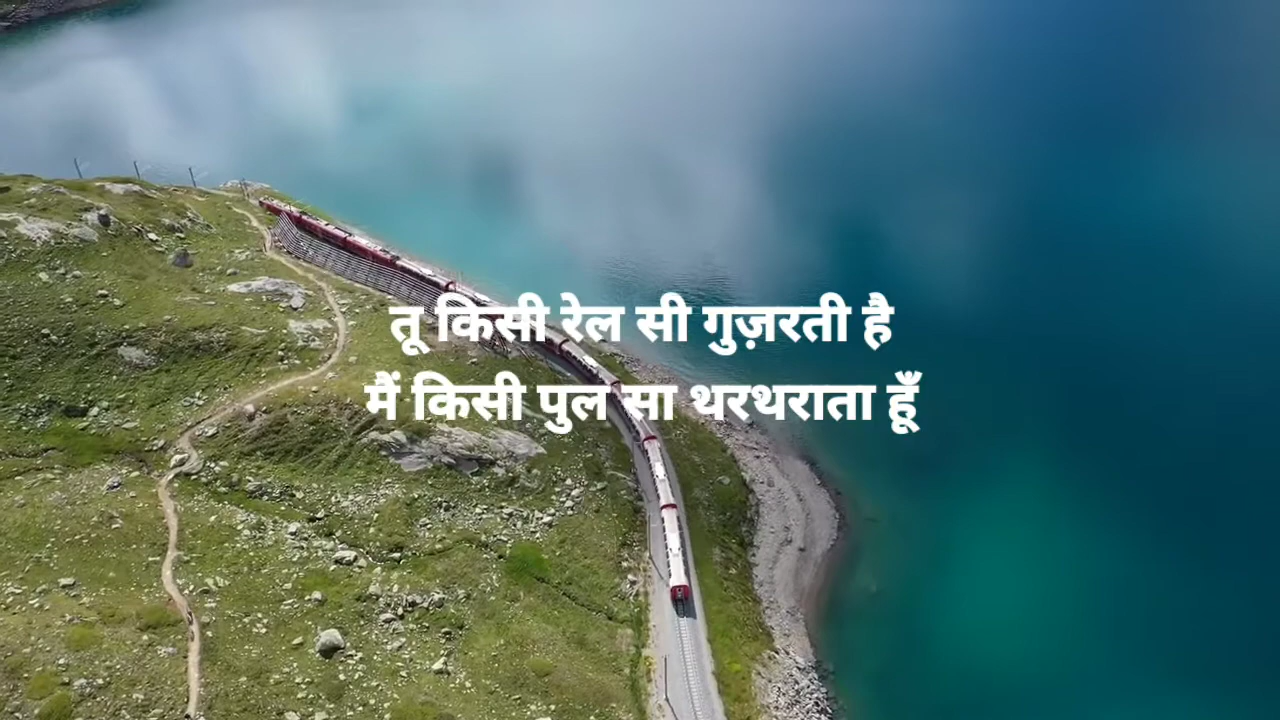 तू किसी रेल सी गुज़रती है
मैं किसी पुल सा थरथराता हूँ